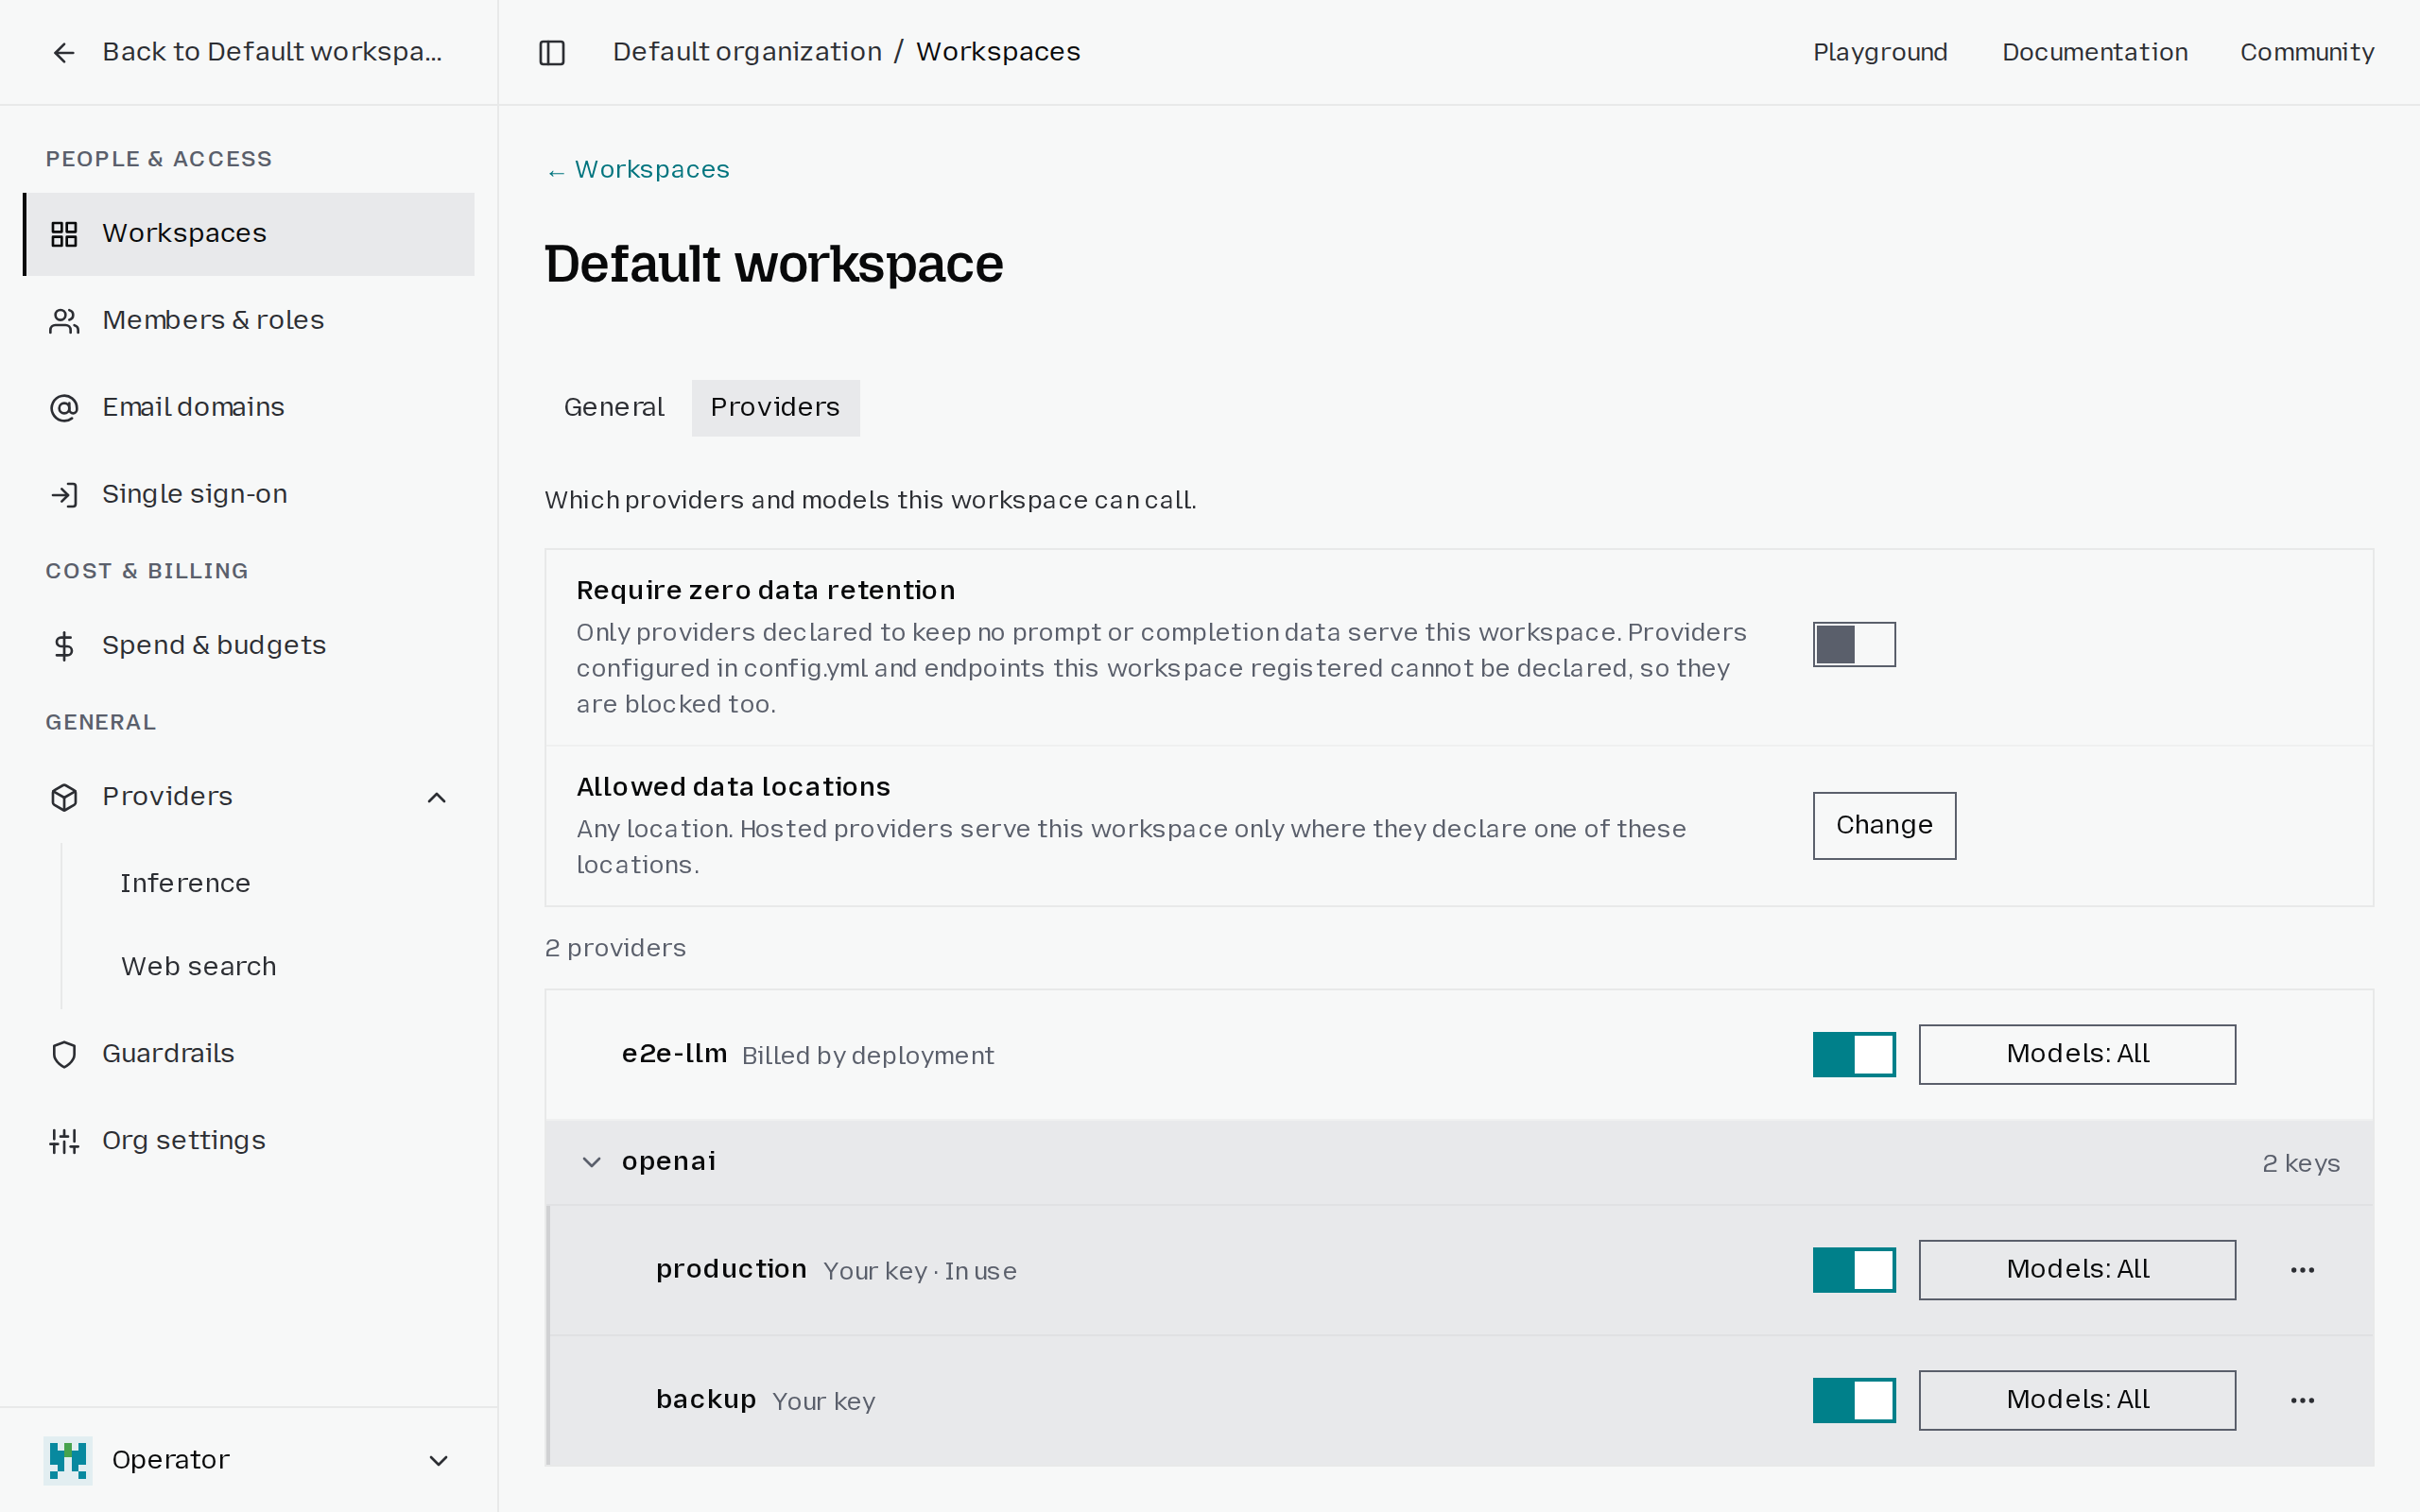 Back to Default workspa...
Default organization / Workspaces
Playground
Documentation
Community
PEOPLE & ACCESS
Workspaces
Members & roles
Email domains
Single sign-on
COST & BILLING
Spend & budgets
GENERAL
Providers
Inference
Web search
Guardrails
Org settings
Operator
← Workspaces
Default workspace
General
Providers
Which providers and models this workspace can call.
Require zero data retention
Only providers declared to keep no prompt or completion data serve this workspace. Providers
configured in config.yml and endpoints this workspace registered cannot be declared, so they
are blocked too.
Allowed data locations
Any location. Hosted providers serve this workspace only where they declare one of these
locations.
Change
2 providers
e2e-llm Billed by deployment
Models: All
openai
2 keys
production Your key · In use
Models: All
backup Your key
Models: All